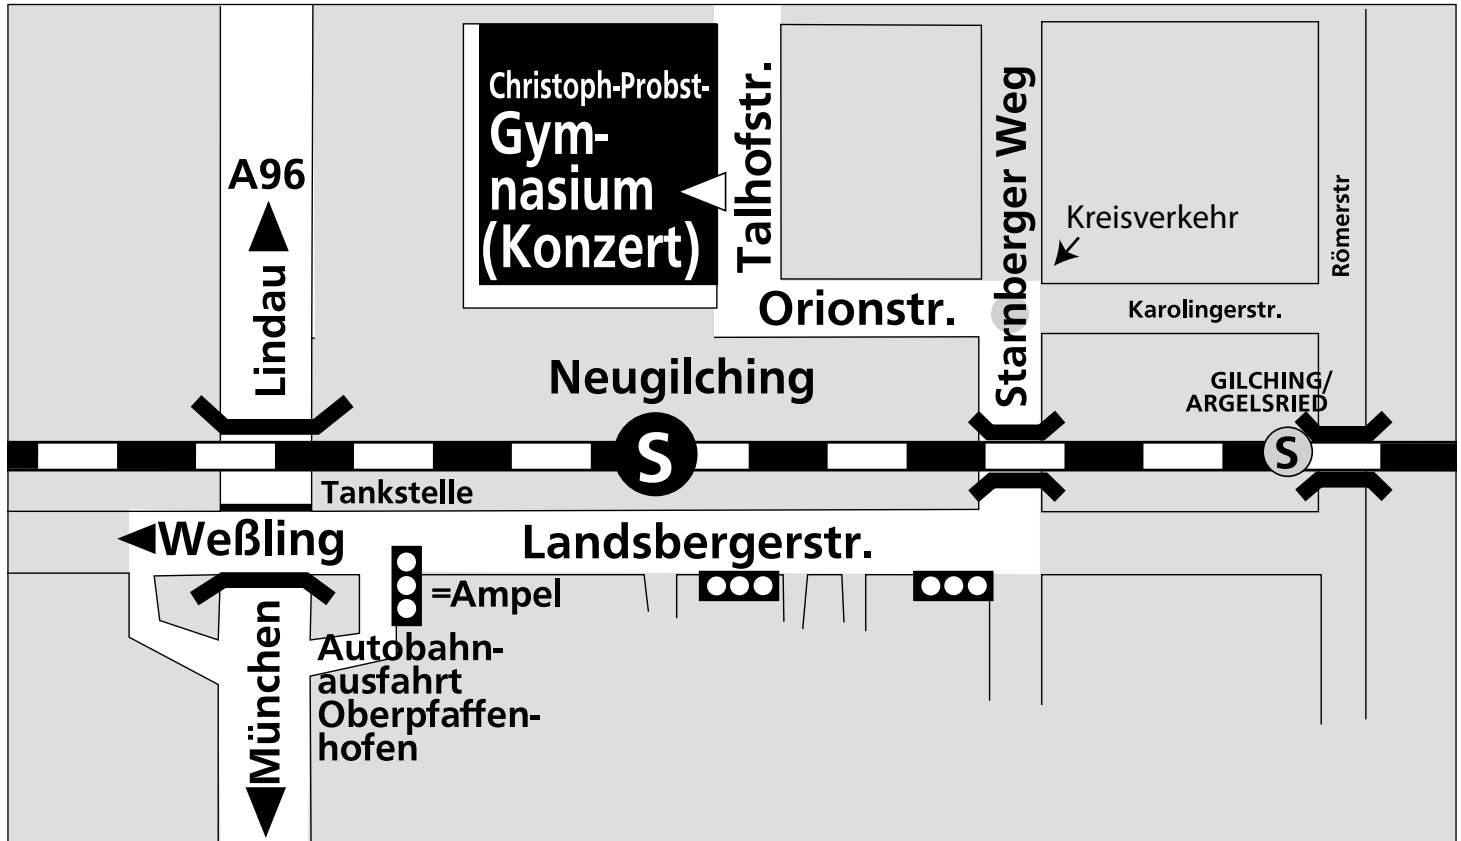 Christoph-Probst-
Gym-
nasium
(Konzert)
Talhofstr.
Starnberger Weg
A96
Lindau
Kreisverkehr
Römerstr
Orionstr.
Karolingerstr.
Neugilching
GILCHING/
ARGELSRIED
S
S
Tankstelle
Weßling
Landsbergerstr.
=Ampel
München
Autobahn-
ausfahrt
Oberpfaffen-
hofen